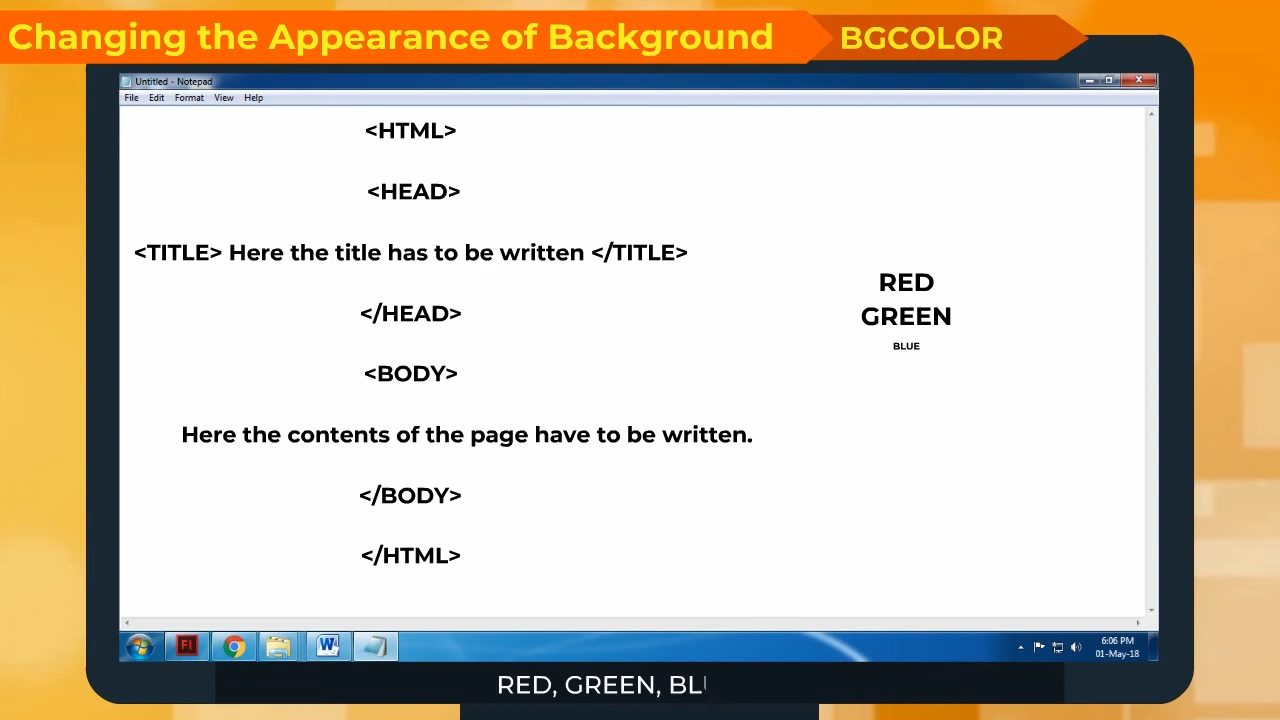 Changing the Appearance of Background
BGCOLOR
Untitled - Notepad
File Edit Format View Help
<HTML>
<HEAD>
<TITLE> Here the title has to be written </TITLE>
</HEAD>
<BODY>
Here the contents of the page have to be written.
</BODY>
</HTML>
RED
GREEN
BLUE
Fl
W
6:06 PM
01-May-18
RED, GREEN, BLU